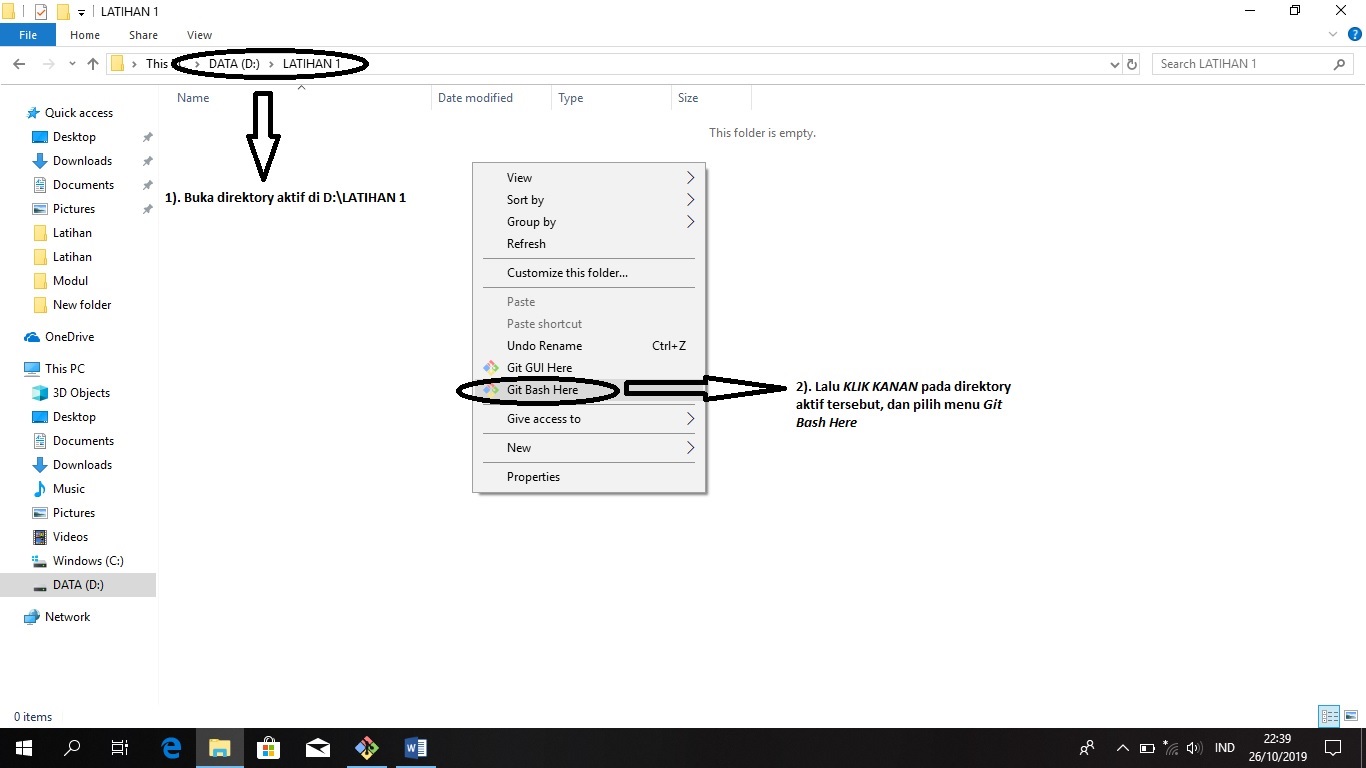 LATIHAN 1
File Home Share View
This DATA (D:) LATIHAN 1 Search LATIHAN 1
Name Date modified Type Size
This folder is empty.
Quick access
Desktop
Downloads
Documents
Pictures
Latihan
Latihan
Modul
New folder
OneDrive
This PC
3D Objects
Desktop
Documents
Downloads
Music
Pictures
Videos
Windows (C:)
DATA (D:)
Network
1). Buka direktory aktif di D:\LATIHAN 1
View
Sort by
Group by
Refresh
Customize this folder...
Paste
Paste shortcut
Undo Rename Ctrl+Z
Git GUI Here
Git Bash Here
Give access to
New
Properties
2). Lalu KLIK KANAN pada direktory
aktif tersebut, dan pilih menu Git
Bash Here
0 items
IND
22:39
26/10/2019